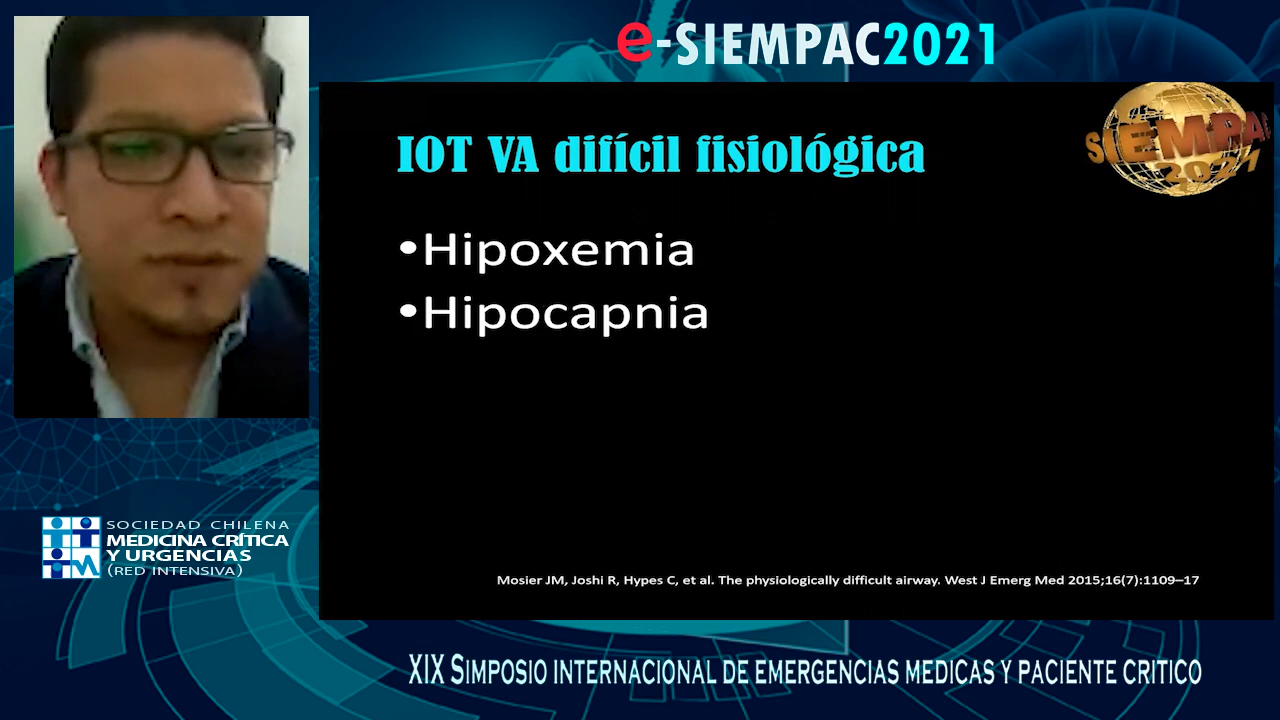 e-SIEMPAC2021
SIEMPAC
2021
IOT VA difícil fisiológica
•Hipoxemia
•Hipocapnia
Mosier JM, Joshi R, Hypes C, et al. The physiologically difficult airway. West J Emerg Med 2015;16(7):1109–17
SOCIEDAD CHILENA
MEDICINA CRÍTICA
Y URGENCIAS
(RED INTENSIVA)
XIX SIMPOSIO INTERNACIONAL DE EMERGENCIAS MEDICAS Y PACIENTE CRITICO